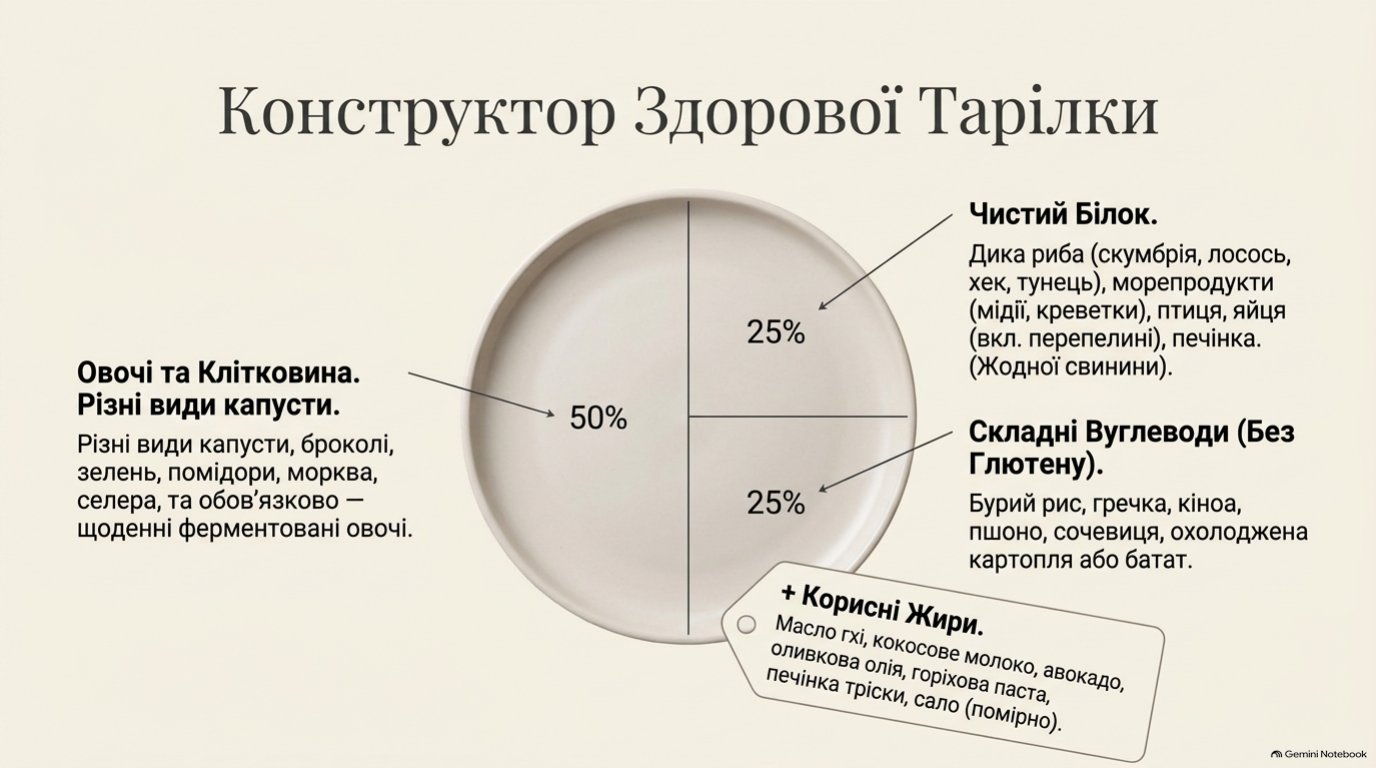 Конструктор Здорової Тарілки
Овочі та Клітковина.
Різні види капусти.
Різні види капусти, броколі,
зелень, помідори, морква,
селера, та обов’язково —
щоденні ферментовані овочі.
50%
25%
25%
Чистий Білок.
Дика риба (скумбрія, лосось,
хек, тунець), морепродукти
(мідії, креветки), птиця, яйця
(вкл. перепелині), печінка.
(Жодної свинини).
Складні Вуглеводи (Без
Глютену).
Бурий рис, гречка, кіноа,
пшоно, сочевиця, охолоджена
картопля або батат.
+ Корисні Жири.
Масло гхі, кокосове молоко, авокадо,
оливкова олія, горіхова паста,
печінка тріски, сало (помірно).
Gemini Notebook